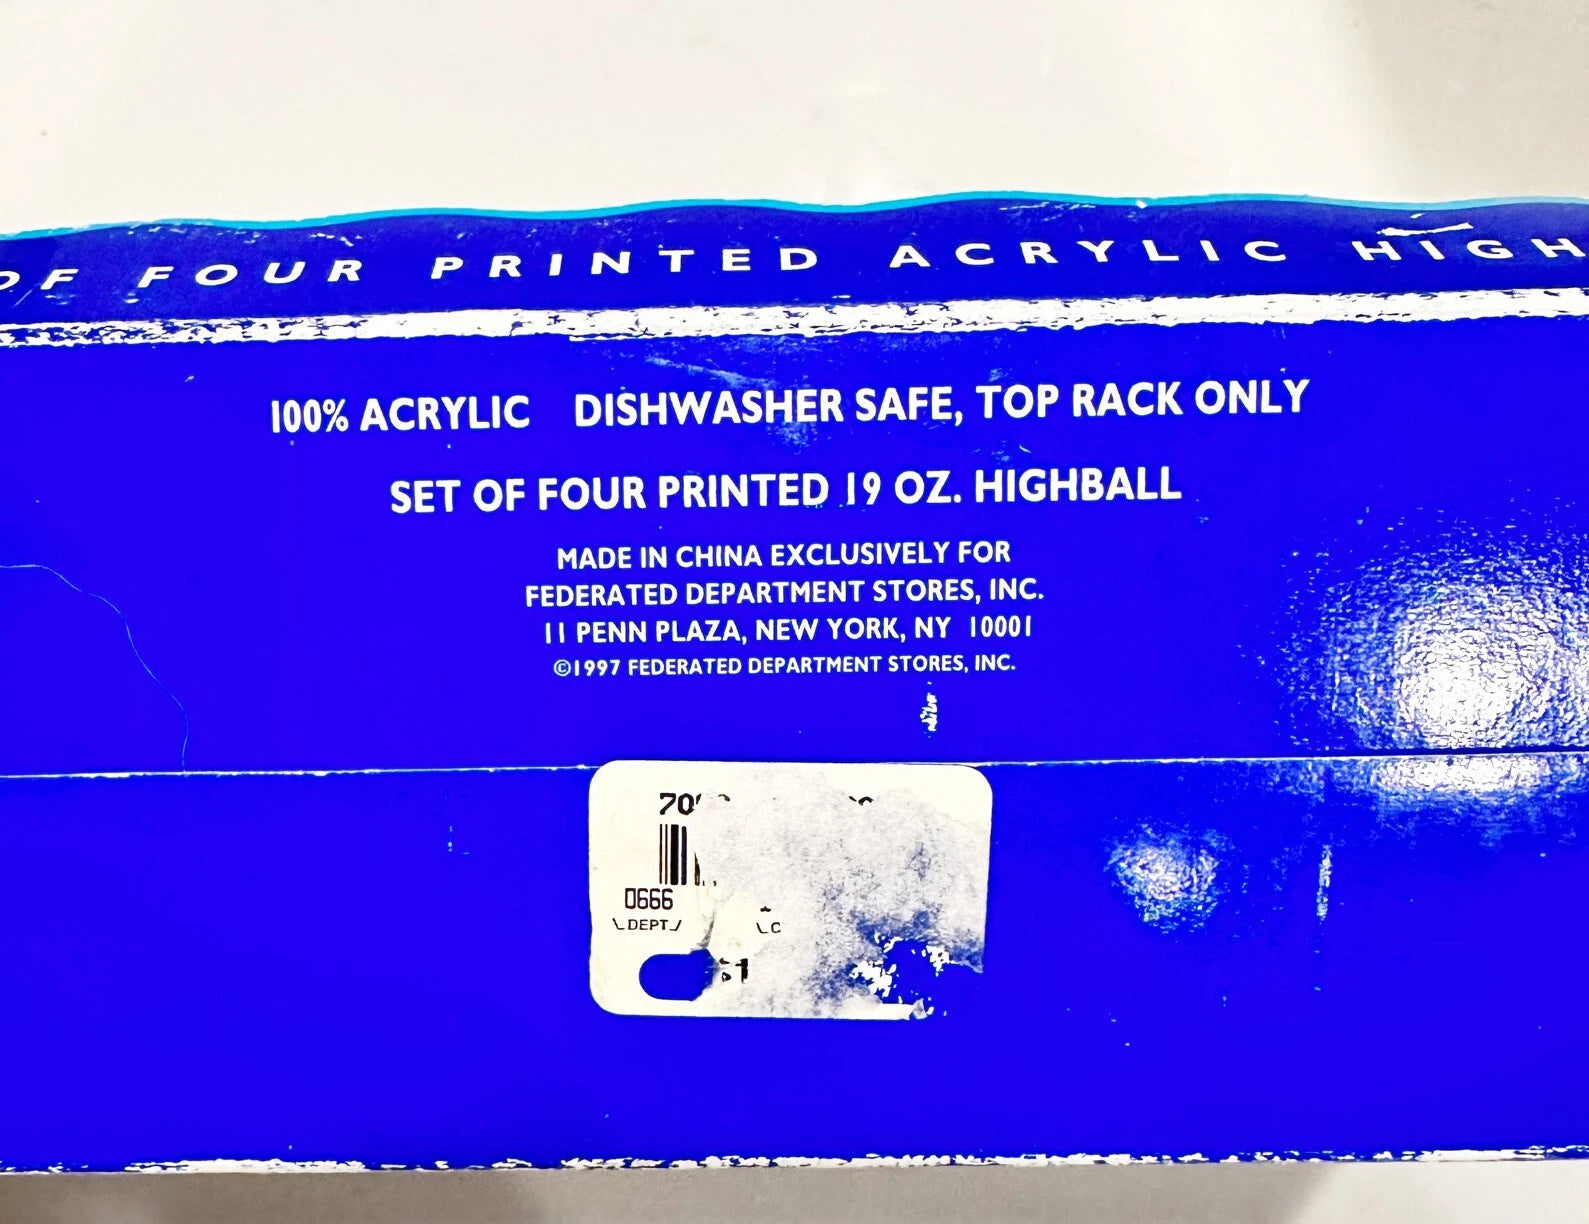 OF FOUR PRINTED ACRYLIC HIGH
100% ACRYLIC DISHWASHER SAFE, TOP RACK ONLY
SET OF FOUR PRINTED 19 OZ. HIGHBALL
MADE IN CHINA EXCLUSIVELY FOR
FEDERATED DEPARTMENT STORES, INC.
11 PENN PLAZA, NEW YORK, NY 10001
©1997 FEDERATED DEPARTMENT STORES, INC.
0666
DEPT